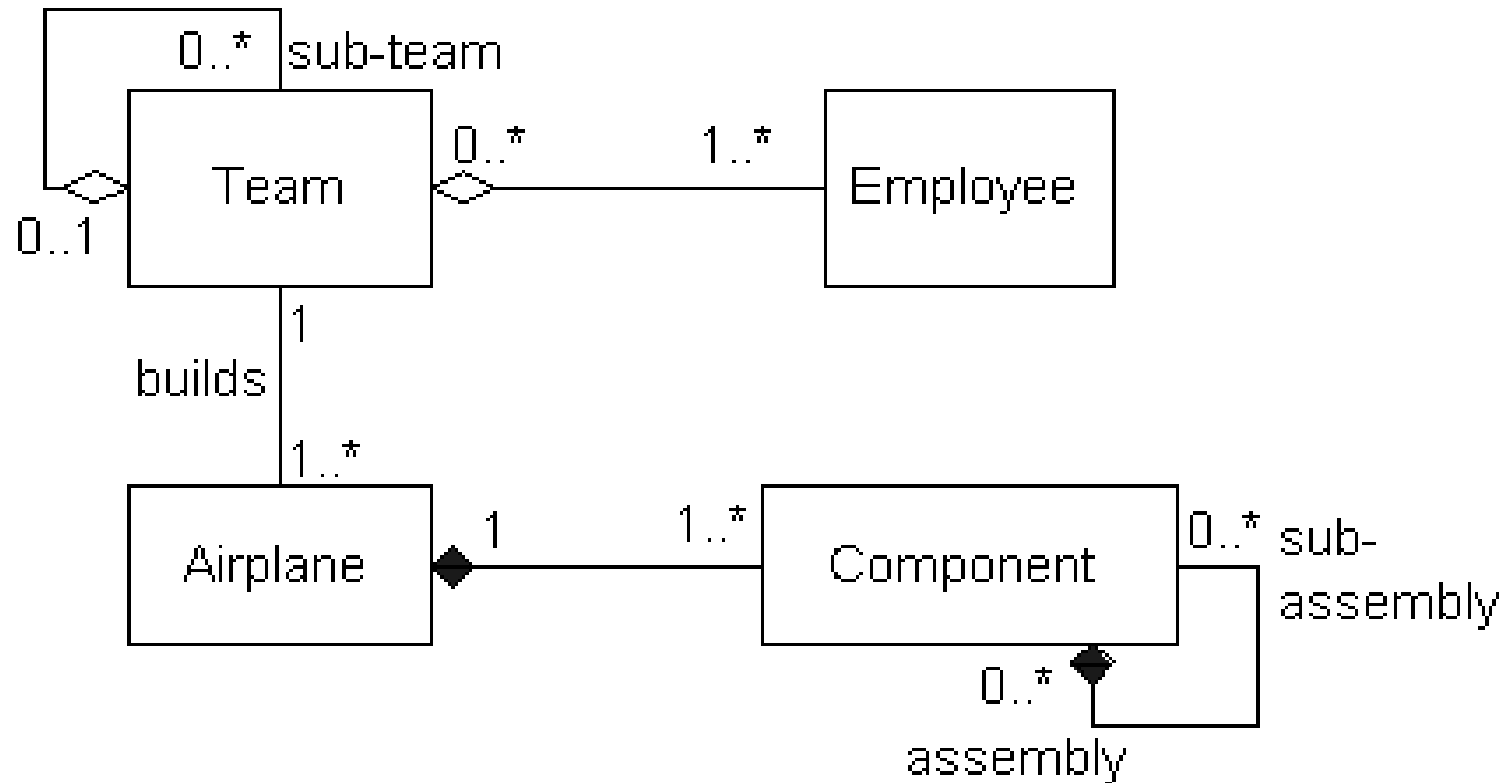 0..* sub-team
Team
0..*
1..*
Employee
0..1
1
builds
1..*
Airplane
1
1..*
Component
0..*
sub-
assembly
0..*
assembly